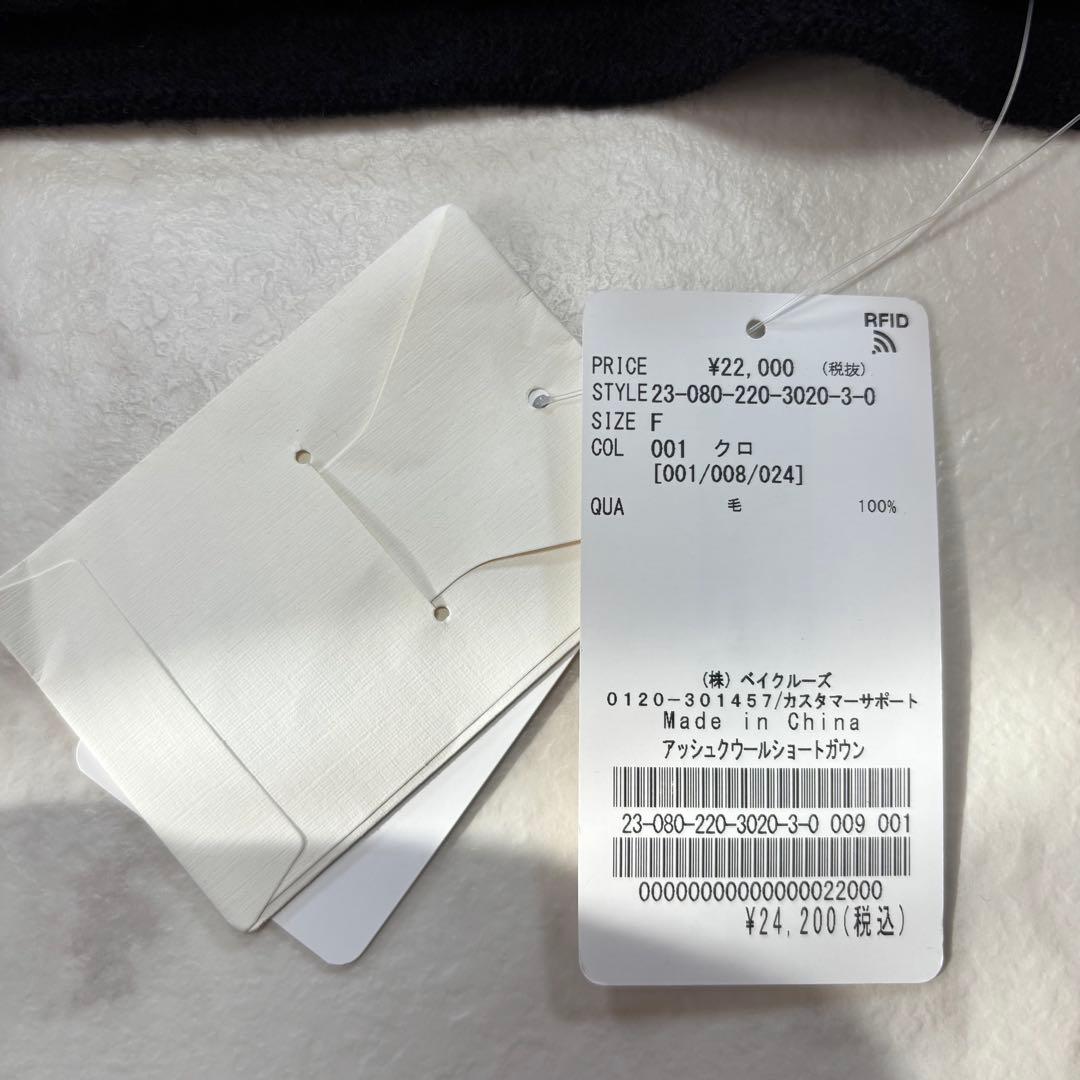 RFID
PRICE ¥22,000 (税抜)
STYLE 23-080-220-3020-3-0
SIZE F
COL 001 クロ
[001/008/024]
QUA 毛 100%
(株)ベイクルーズ
0120-301457/カスタマーサポート
Made in China
アッシュクウールショートガウン
23-080-220-3020-3-0 009 001
00000000000000022000
¥24,200(税込)